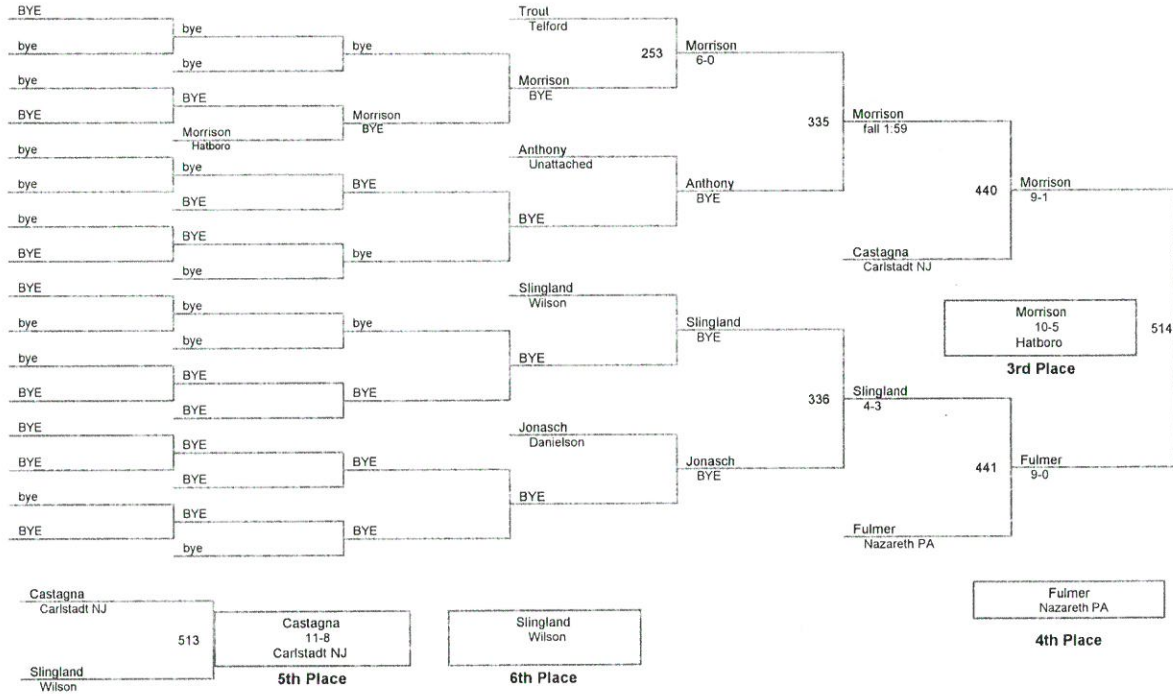 BYE
bye
bye
BYE
bye
bye
bye
BYE
BYE
bye
bye
BYE
BYE
BYE
bye
BYE
bye
bye
BYE
Morrison
Hatboro
bye
BYE
BYE
bye
bye
bye
BYE
BYE
BYE
BYE
BYE
bye
bye
Morrison
BYE
BYE
bye
bye
BYE
BYE
BYE
Trout
Telford
Morrison
BYE
Anthony
Unattached
BYE
Slingland
Wilson
BYE
Jonasch
Danielson
BYE
253
Morrison
6-0
Anthony
BYE
Slingland
BYE
Jonasch
BYE
335
336
Morrison
fall 1:59
Castagna
Carlstadt NJ
Slingland
4-3
Fulmer
Nazareth PA
440
441
Morrison
9-1
Fulmer
9-0
Morrison
10-5
Hatboro
514
3rd Place
Fulmer
Nazareth PA
4th Place
Castagna
Carlstadt NJ
513
Slingland
Wilson
Castagna
11-8
Carlstadt NJ
5th Place
Slingland
Wilson
6th Place